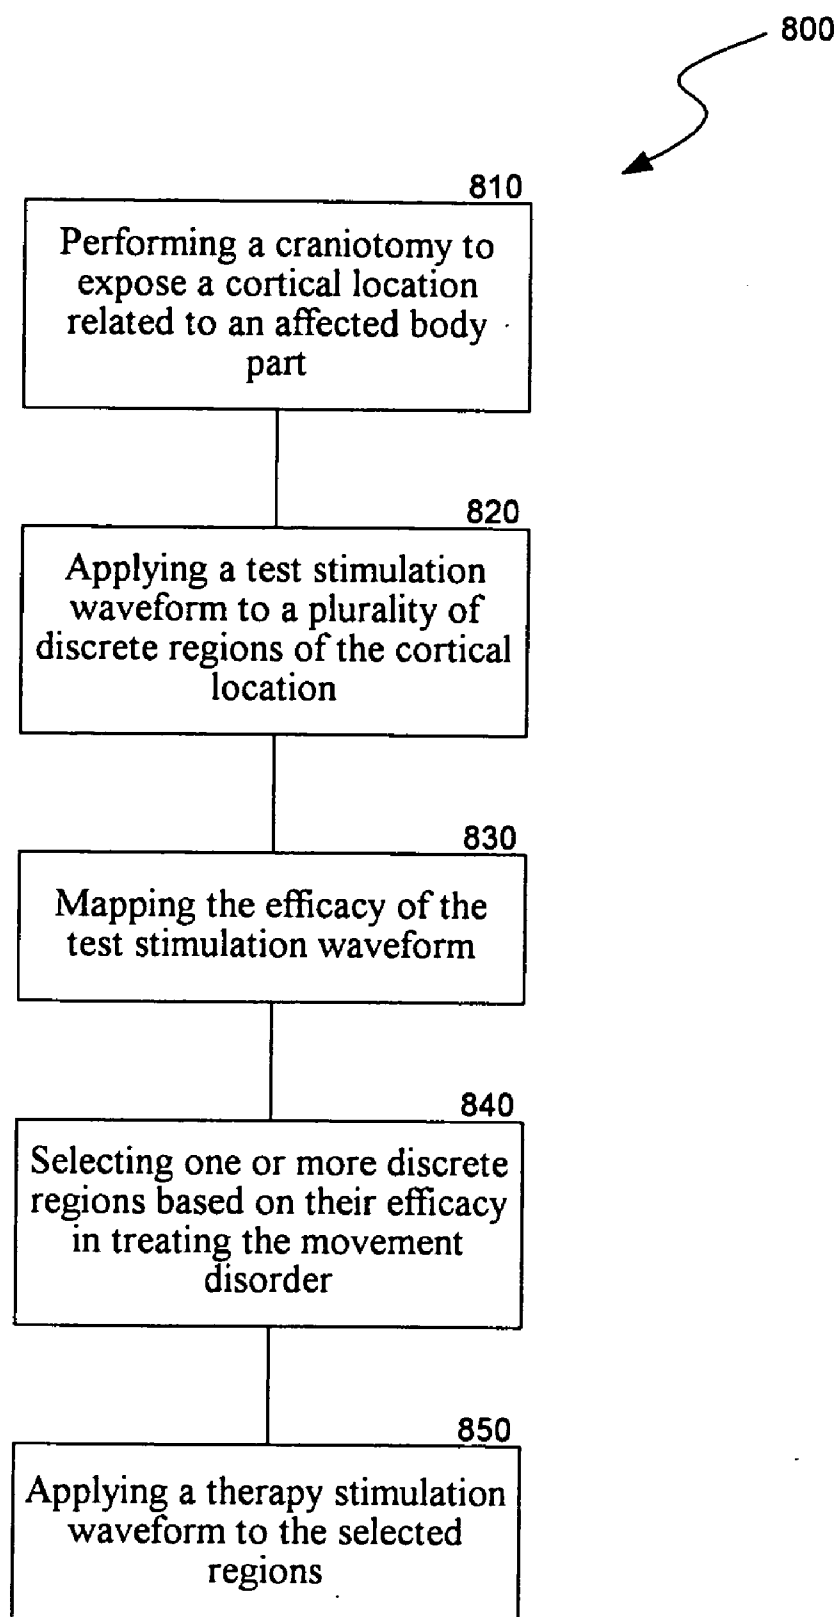 800
810
Performing a craniotomy to
expose a cortical location
related to an affected body
part
820
Applying a test stimulation
waveform to a plurality of
discrete regions of the cortical
location
830
Mapping the efficacy of the
test stimulation waveform
840
Selecting one or more discrete
regions based on their efficacy
in treating the movement
disorder
850
Applying a therapy stimulation
waveform to the selected
regions